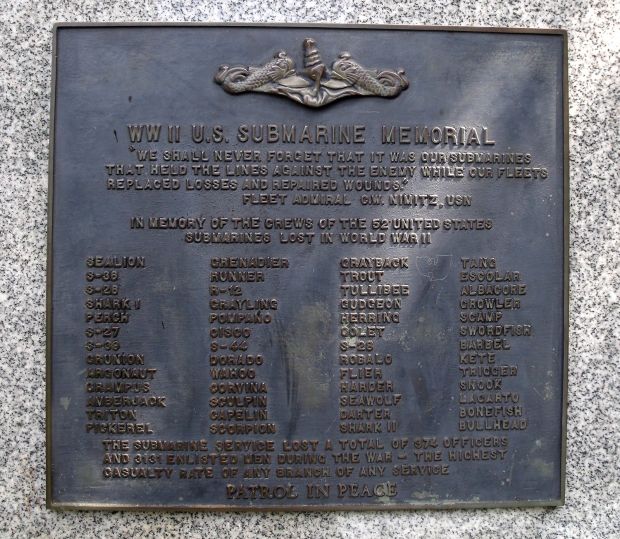 WW II U.S. SUBMARINE MEMORIAL
"WE SHALL NEVER FORGET THAT IT WAS OUR SUBMARINES
THAT HELD THE LINES AGAINST THE ENEMY WHILE OUR FLEETS
REPLACED LOSSES AND REPAIRED WOUNDS."
FLEET ADMIRAL C.W. NIMITZ, USN
IN MEMORY OF THE CREWS OF THE 52 UNITED STATES
SUBMARINES LOST IN WORLD WAR II
SEALION GRENADIER GRAYBACK TANG
S-36 RUNNER TROUT ESCOLAR
S-26 R-12 TULLIBEE ALBACORE
SHARK I GRAYLING GUDGEON GROWLER
PERCH POMPAÑO HERRING SCAMP
S-27 CISCO GOLET SWORDFISH
S-39 S-44 S-28 BARBEL
GRUNION DORADO ROBALO KETE
ARGONAUT WAHOO FLIER TRIGGER
GRAMPUS CORVINA HARDER SNOOK
AMBERJACK SCULPIN SEAWOLF LAGARTO
TRITON CAPELIN DARTER BONEFISH
PICKEREL SCORPION SHARK II BULLHEAD
THE SUBMARINE SERVICE LOST A TOTAL OF 374 OFFICERS
AND 3131 ENLISTED MEN DURING THE WAR - THE HIGHEST
CASUALTY RATE OF ANY BRANCH OF ANY SERVICE
PATROL IN PEACE